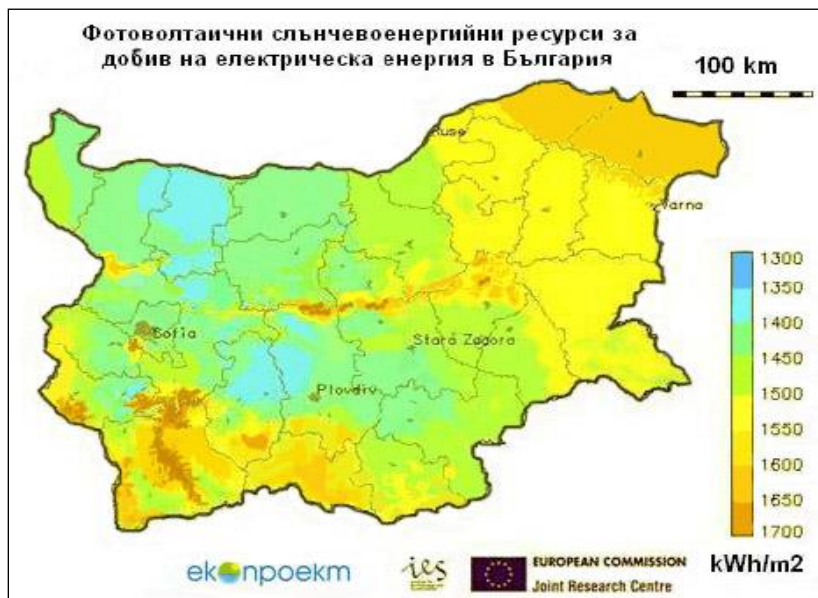 Фотоволтаични слънчевоенергийни ресурси за
добив на електрическа енергия в България
100 km
Ruse
Varna
Sofia
Stara Zagora
Plovdiv
1300
1350
1400
1450
1500
1550
1600
1650
1700
kWh/m2
екопроект
ies
EUROPEAN COMMISSION
Joint Research Centre